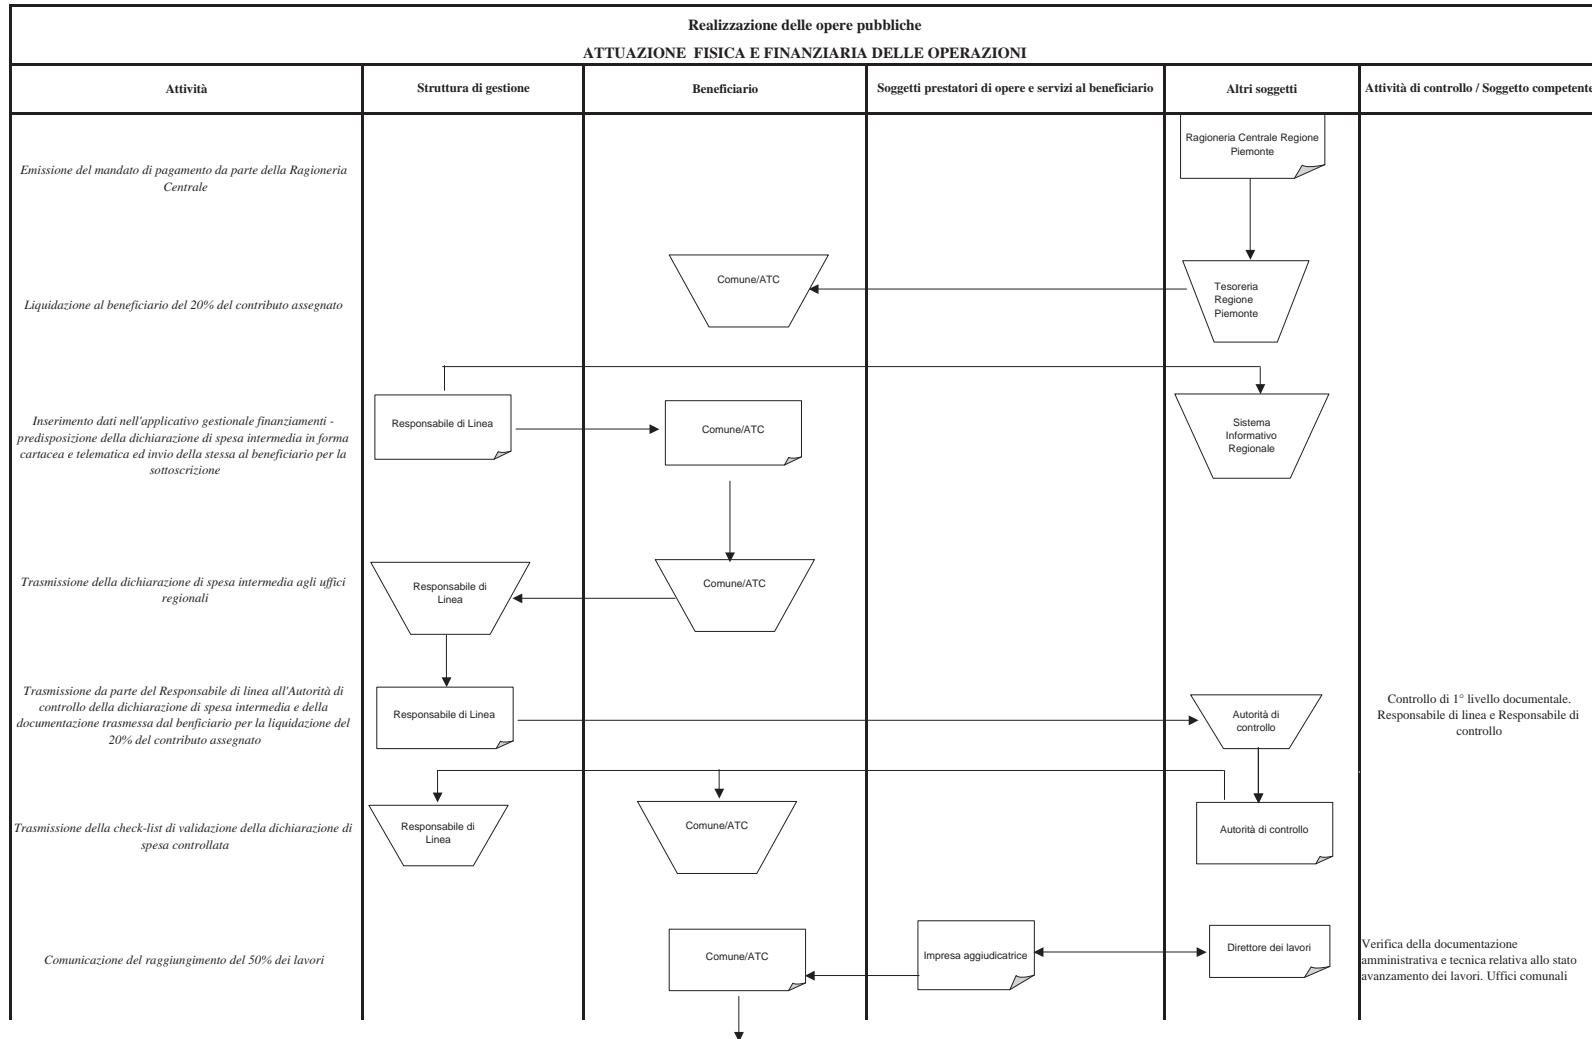 Realizzazione delle opere pubbliche
ATTUAZIONE FISICA E FINANZIARIA DELLE OPERAZIONI
Attività
Struttura di gestione
Beneficiario
Soggetti prestatori di opere e servizi al beneficiario
Altri soggetti
Attività di controllo / Soggetto competente
Emissione del mandato di pagamento da parte della Ragioneria
Centrale
Ragioneria Centrale Regione
Piemonte
Liquidazione al beneficiario del 20% del contributo assegnato
Comune/ATC
Tesoreria
Regione
Piemonte
Inserimento dati nell'applicativo gestionale finanziamenti -
predisposizione della dichiarazione di spesa intermedia in forma
cartacea e telematica ed invio della stessa al beneficiario per la
sottoscrizione
Responsabile di Linea
Comune/ATC
Sistema
Informativo
Regionale
Trasmissione della dichiarazione di spesa intermedia agli uffici
regionali
Responsabile di
Linea
Comune/ATC
Trasmissione da parte del Responsabile di linea all'Autorità di
controllo della dichiarazione di spesa intermedia e della
documentazione trasmessa dal benficiario per la liquidazione del
20% del contributo assegnato
Responsabile di Linea
Autorità di
controllo
Controllo di 1° livello documentale.
Responsabile di linea e Responsabile di
controllo
Trasmissione della check-list di validazione della dichiarazione di
spesa controllata
Responsabile di
Linea
Comune/ATC
Autorità di controllo
Comunicazione del raggiungimento del 50% dei lavori
Comune/ATC
Impresa aggiudicatrice
Direttore dei lavori
Verifica della documentazione
amministrativa e tecnica relativa allo stato
avanzamento dei lavori. Uffici comunali